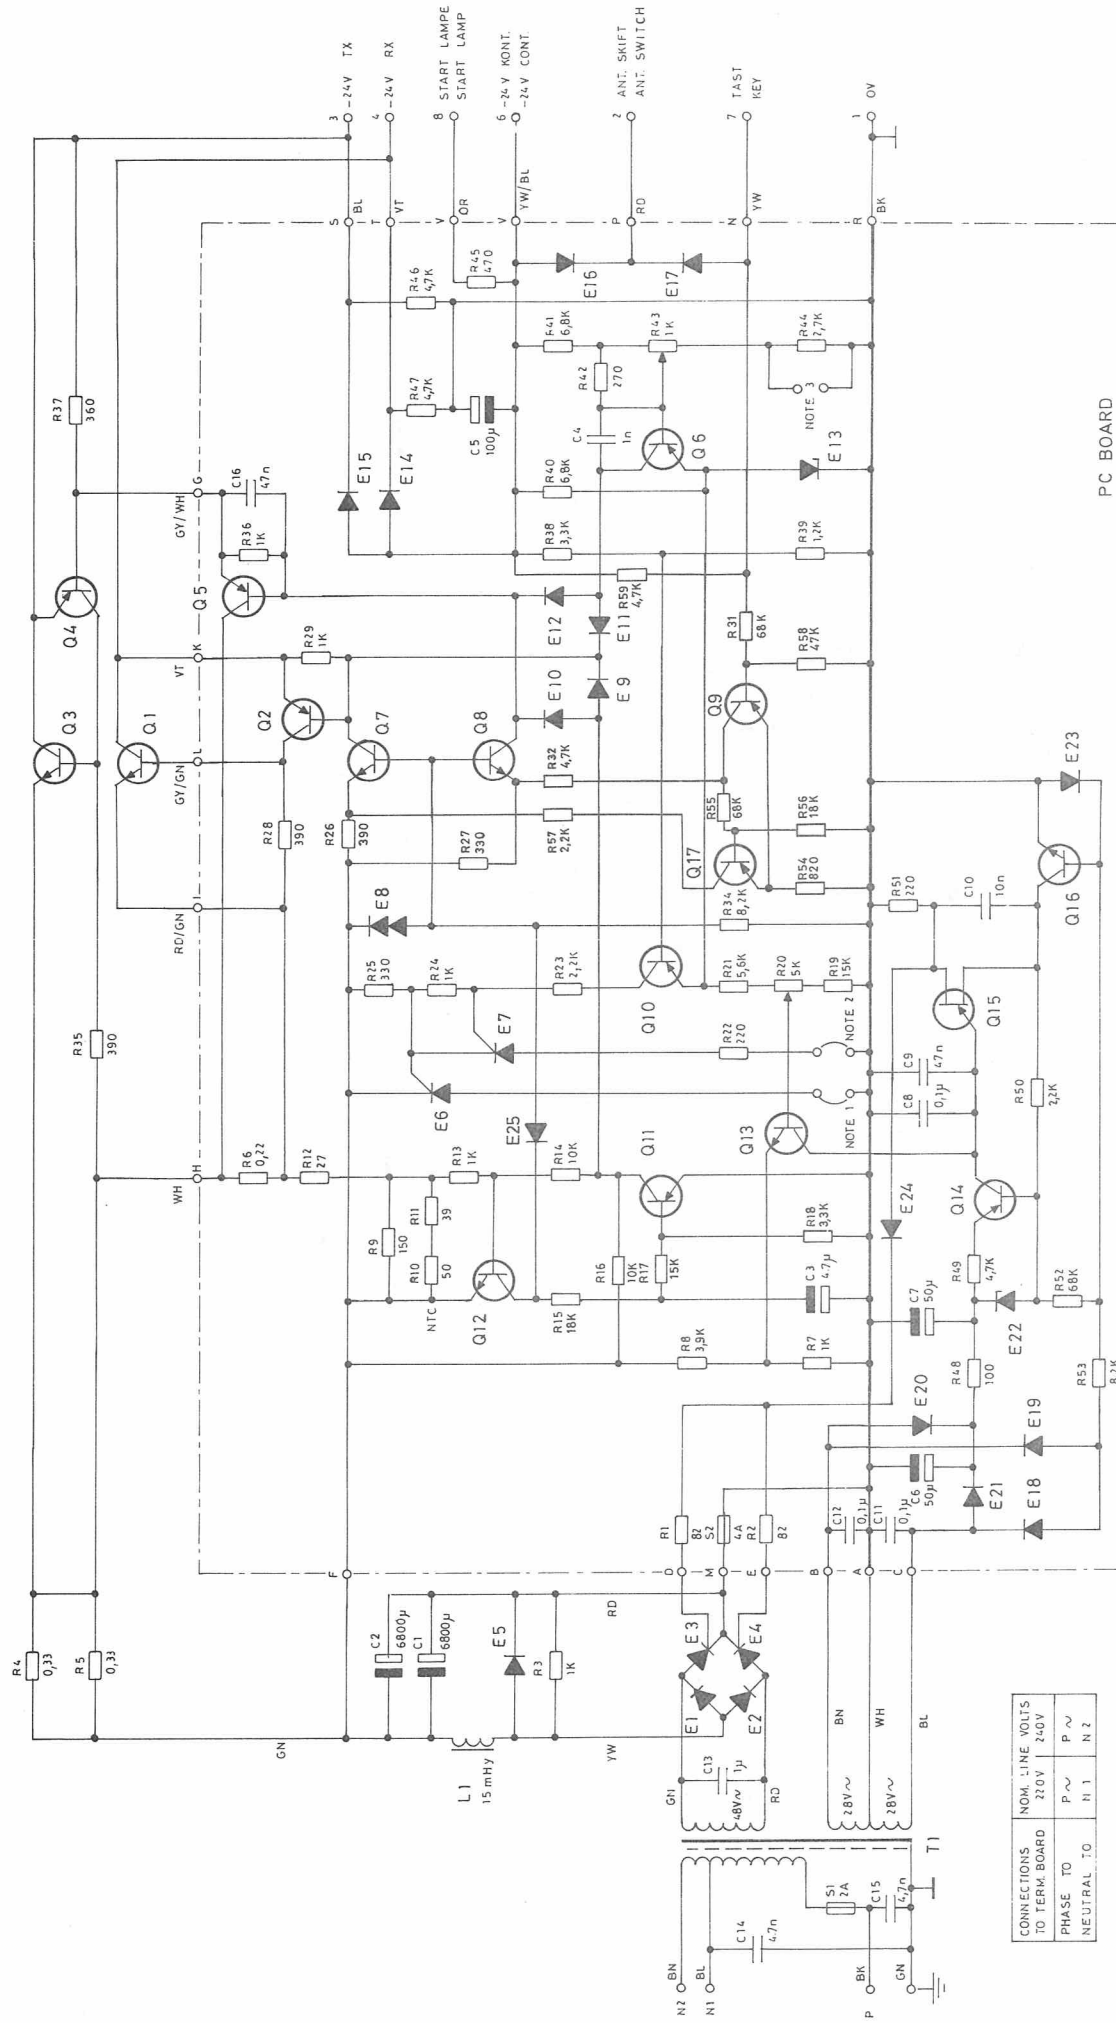 R4
0,33
R5
0,33
GN
L1
15 mHy
YW
C2
6800µ
C1
6800µ
E5
R3
1K
RD
R35
390
Q3
Q4
R37
360
Q1
3 -24V TX
4 -24V RX
8 START LAMPE
START LAMP
6 -24V KONT.
-24V CONT.
2 ANT. SKIFT
ANT. SWITCH
7 TAST
KEY
1 0V
F
WH
H
RD/GN
I
GY/GN
L
VT
K
GY/WH
G
S
BL
T
VT
V
OR
V
YW/BL
P
RD
N
YW
R
BK
R6
0,22
R12
27
R28
390
Q2
R29
1K
Q5
R36
1K
C16
47n
R9
150
R10
50
NTC
R11
39
R13
1K
Q12
R14
10K
R15
18K
E25
E6
E7
R25
330
R24
1K
R23
2,2K
E8
R26
390
R27
330
Q7
Q8
R57
2,2K
R32
4,7K
E10
E12
E9
E11
E15
E14
R47
4,7K
R46
4,7K
C5
100µ
R45
470
E16
E17
R38
3,3K
R40
6,8K
R41
6,8K
R42
270
R43
1K
R44
2,7K
C4
1n
Q6
NOTE 3
E13
R39
1,2K
R59
4,7K
R31
68K
R58
47K
Q9
R55
68K
R56
18K
Q17
R54
820
R34
8,2K
Q10
R21
5,6K
R20
5K
R19
15K
R22
220
NOTE 2
NOTE 1
Q11
Q13
R16
10K
R17
15K
R18
3,3K
C3
4,7µ
R8
3,9K
R7
1K
R1
82
S2
4A
R2
82
D
M
E
B
A
C
E1
E2
E3
E4
C13
1µ
GN
48V~
RD
BN
28V~
WH
28V~
BL
T1
C12
0,1µ
C11
0,1µ
C6
50µ
E20
E21
E19
E18
R48
100
C7
50µ
E22
R49
4,7K
R52
68K
R53
Q14
E24
C8
0,1µ
C9
47n
R50
2,2K
Q15
R51
220
C10
10n
Q16
E23
N2
BN
N1
BL
C14
4,7n
S1
2A
C15
4,7n
P
BK
GN
PC BOARD
CONNECTIONS
TO TERM. BOARD
NOM. LINE VOLTS
220V 240V
PHASE TO P~ P~
NEUTRAL TO N1 N2